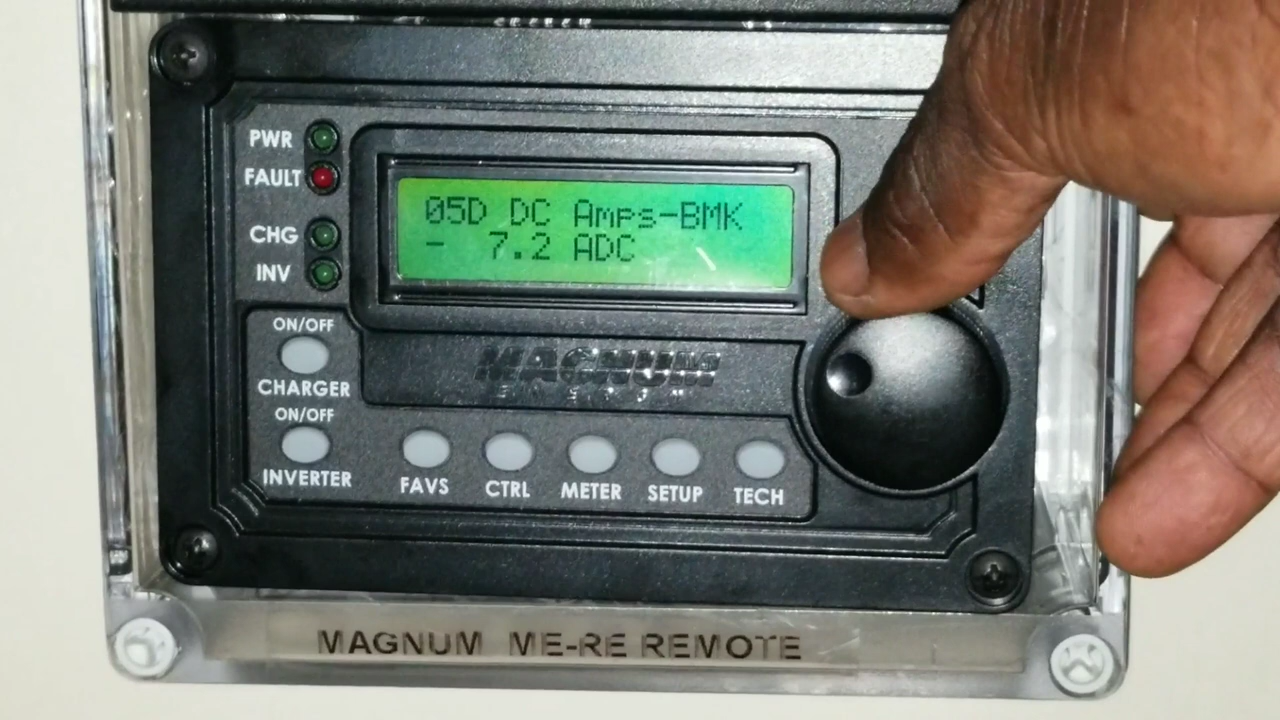 PWR
FAULT
CHG
INV
05D DC Amps-BMK
- 7.2 ADC
ON/OFF
CHARGER
ON/OFF
INVERTER
MAGNUM
FAVS
CTRL
METER
SETUP
TECH
MAGNUM ME-RE REMOTE